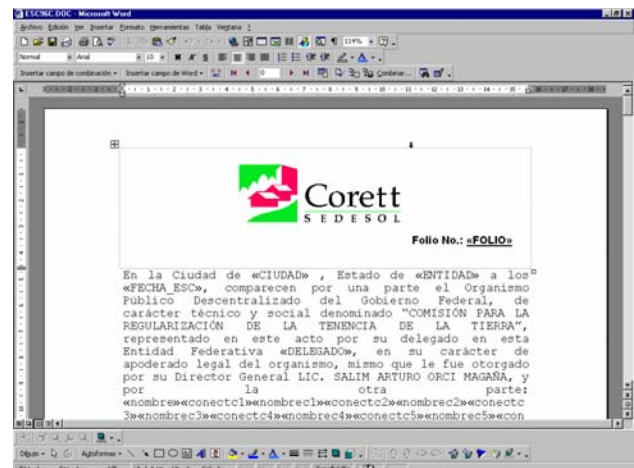 ESC96C.DOC - Microsoft Word
Archivo Edición Ver Insertar Formato Herramientas Tabla Ventana ?
114%
Normal Arial 10 N K S
Insertar campo de combinación Insertar campo de Word 0 Combinar...
Corett
SEDESOL
Folio No.: «FOLIO»
En la Ciudad de «CIUDAD» , Estado de «ENTIDAD» a los
«FECHA_ESC», comparecen por una parte el Organismo
Público Descentralizado del Gobierno Federal, de
carácter técnico y social denominado "COMISIÓN PARA LA
REGULARIZACIÓN DE LA TENENCIA DE LA TIERRA",
representado en este acto por su delegado en esta
Entidad Federativa «DELEGADO», en su carácter de
apoderado legal del organismo, mismo que le fue otorgado
por su Director General LIC. SALIM ARTURO ORCI MAGAÑA, y
por la otra parte:
«nombre»«conectc1»«nombrec1»«conectc2»«nombrec2»«conectc
3»«nombrec3»«conectc4»«nombrec4»«conectc5»«nombrec5»«con
Dibujo Autoformas